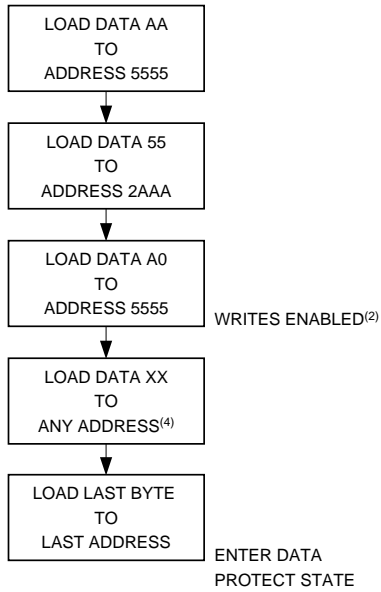 LOAD DATA AA
TO
ADDRESS 5555
LOAD DATA 55
TO
ADDRESS 2AAA
LOAD DATA A0
TO
ADDRESS 5555
WRITES ENABLED(2)
LOAD DATA XX
TO
ANY ADDRESS(4)
LOAD LAST BYTE
TO
LAST ADDRESS
ENTER DATA
PROTECT STATE